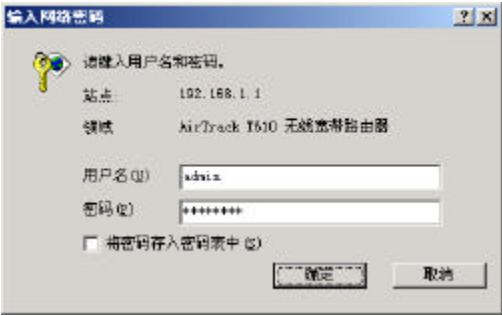 输入网络密码
请键入用户名和密码。
站点: 192.168.1.1
领域 AirTrack T610 无线宽带路由器
用户名(U) admin
密码(P) ********
将密码存入密码表中(S)
确定 取消